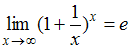 lim (1 + 1/x)^x = e
x→∞